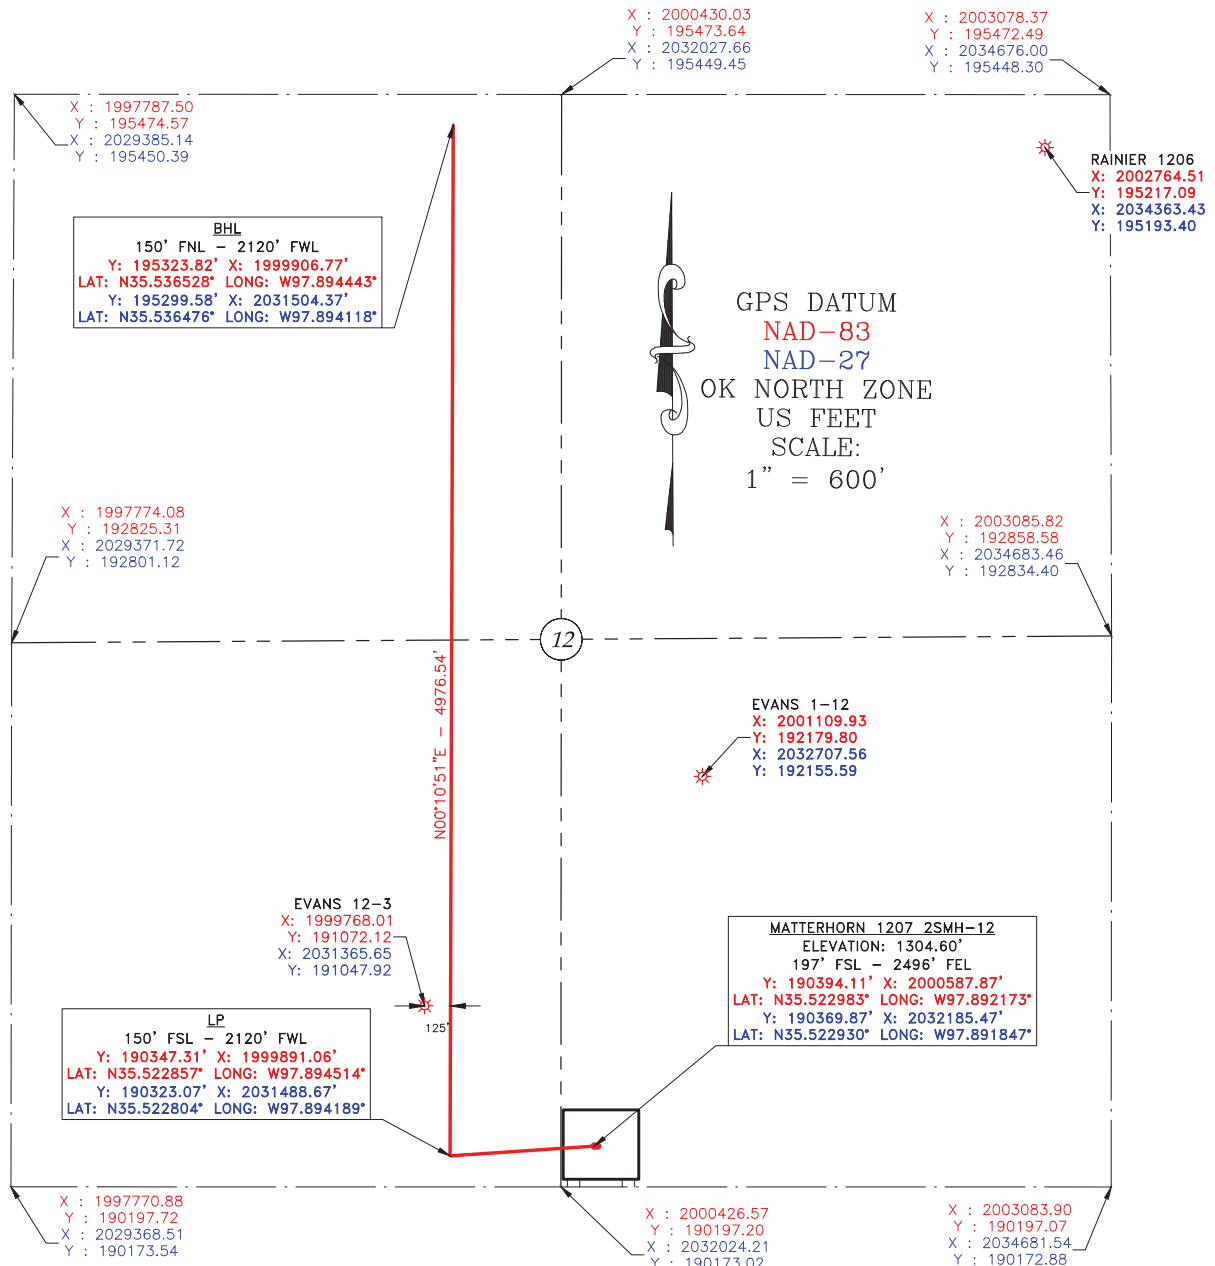 X : 2000430.03
Y : 195473.64
X : 2032027.66
Y : 195449.45
X : 2003078.37
Y : 195472.49
X : 2034676.00
Y : 195448.30
X : 1997787.50
Y : 195474.57
X : 2029385.14
Y : 195450.39
RAINIER 1206
X: 2002764.51
Y: 195217.09
X: 2034363.43
Y: 195193.40
BHL
150' FNL - 2120' FWL
Y: 195323.82' X: 1999906.77'
LAT: N35.536528° LONG: W97.894443°
Y: 195299.58' X: 2031504.37'
LAT: N35.536476° LONG: W97.894118°
GPS DATUM
NAD-83
NAD-27
OK NORTH ZONE
US FEET
SCALE:
1" = 600'
X : 1997774.08
Y : 192825.31
X : 2029371.72
Y : 192801.12
X : 2003085.82
Y : 192858.58
X : 2034683.46
Y : 192834.40
12
N00°10'51"E - 4976.54'
EVANS 1-12
X: 2001109.93
Y: 192179.80
X: 2032707.56
Y: 192155.59
EVANS 12-3
X: 1999768.01
Y: 191072.12
X: 2031365.65
Y: 191047.92
125'
MATTERHORN 1207 2SMH-12
ELEVATION: 1304.60'
197' FSL - 2496' FEL
Y: 190394.11' X: 2000587.87'
LAT: N35.522983° LONG: W97.892173°
Y: 190369.87' X: 2032185.47'
LAT: N35.522930° LONG: W97.891847°
LP
150' FSL - 2120' FWL
Y: 190347.31' X: 1999891.06'
LAT: N35.522857° LONG: W97.894514°
Y: 190323.07' X: 2031488.67'
LAT: N35.522804° LONG: W97.894189°
X : 1997770.88
Y : 190197.72
X : 2029368.51
Y : 190173.54
X : 2000426.57
Y : 190197.20
X : 2032024.21
Y : 190173.02
X : 2003083.90
Y : 190197.07
X : 2034681.54
Y : 190172.88